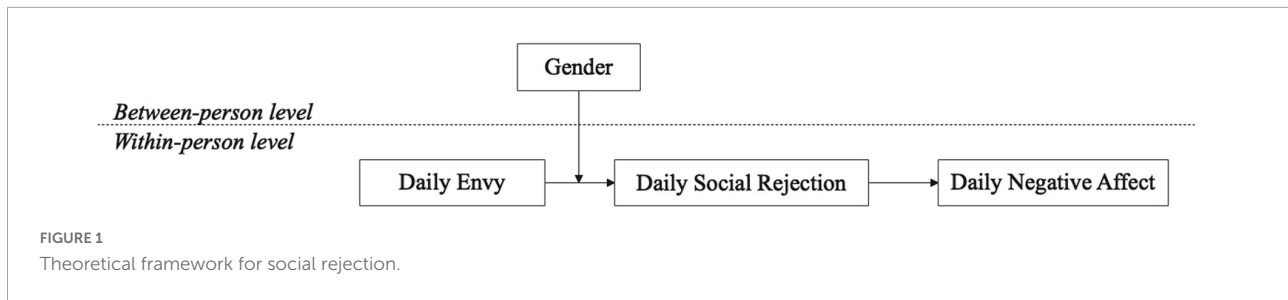 Gender
Between-person level
Within-person level
Daily Envy
Daily Social Rejection
Daily Negative Affect
FIGURE 1
Theoretical framework for social rejection.